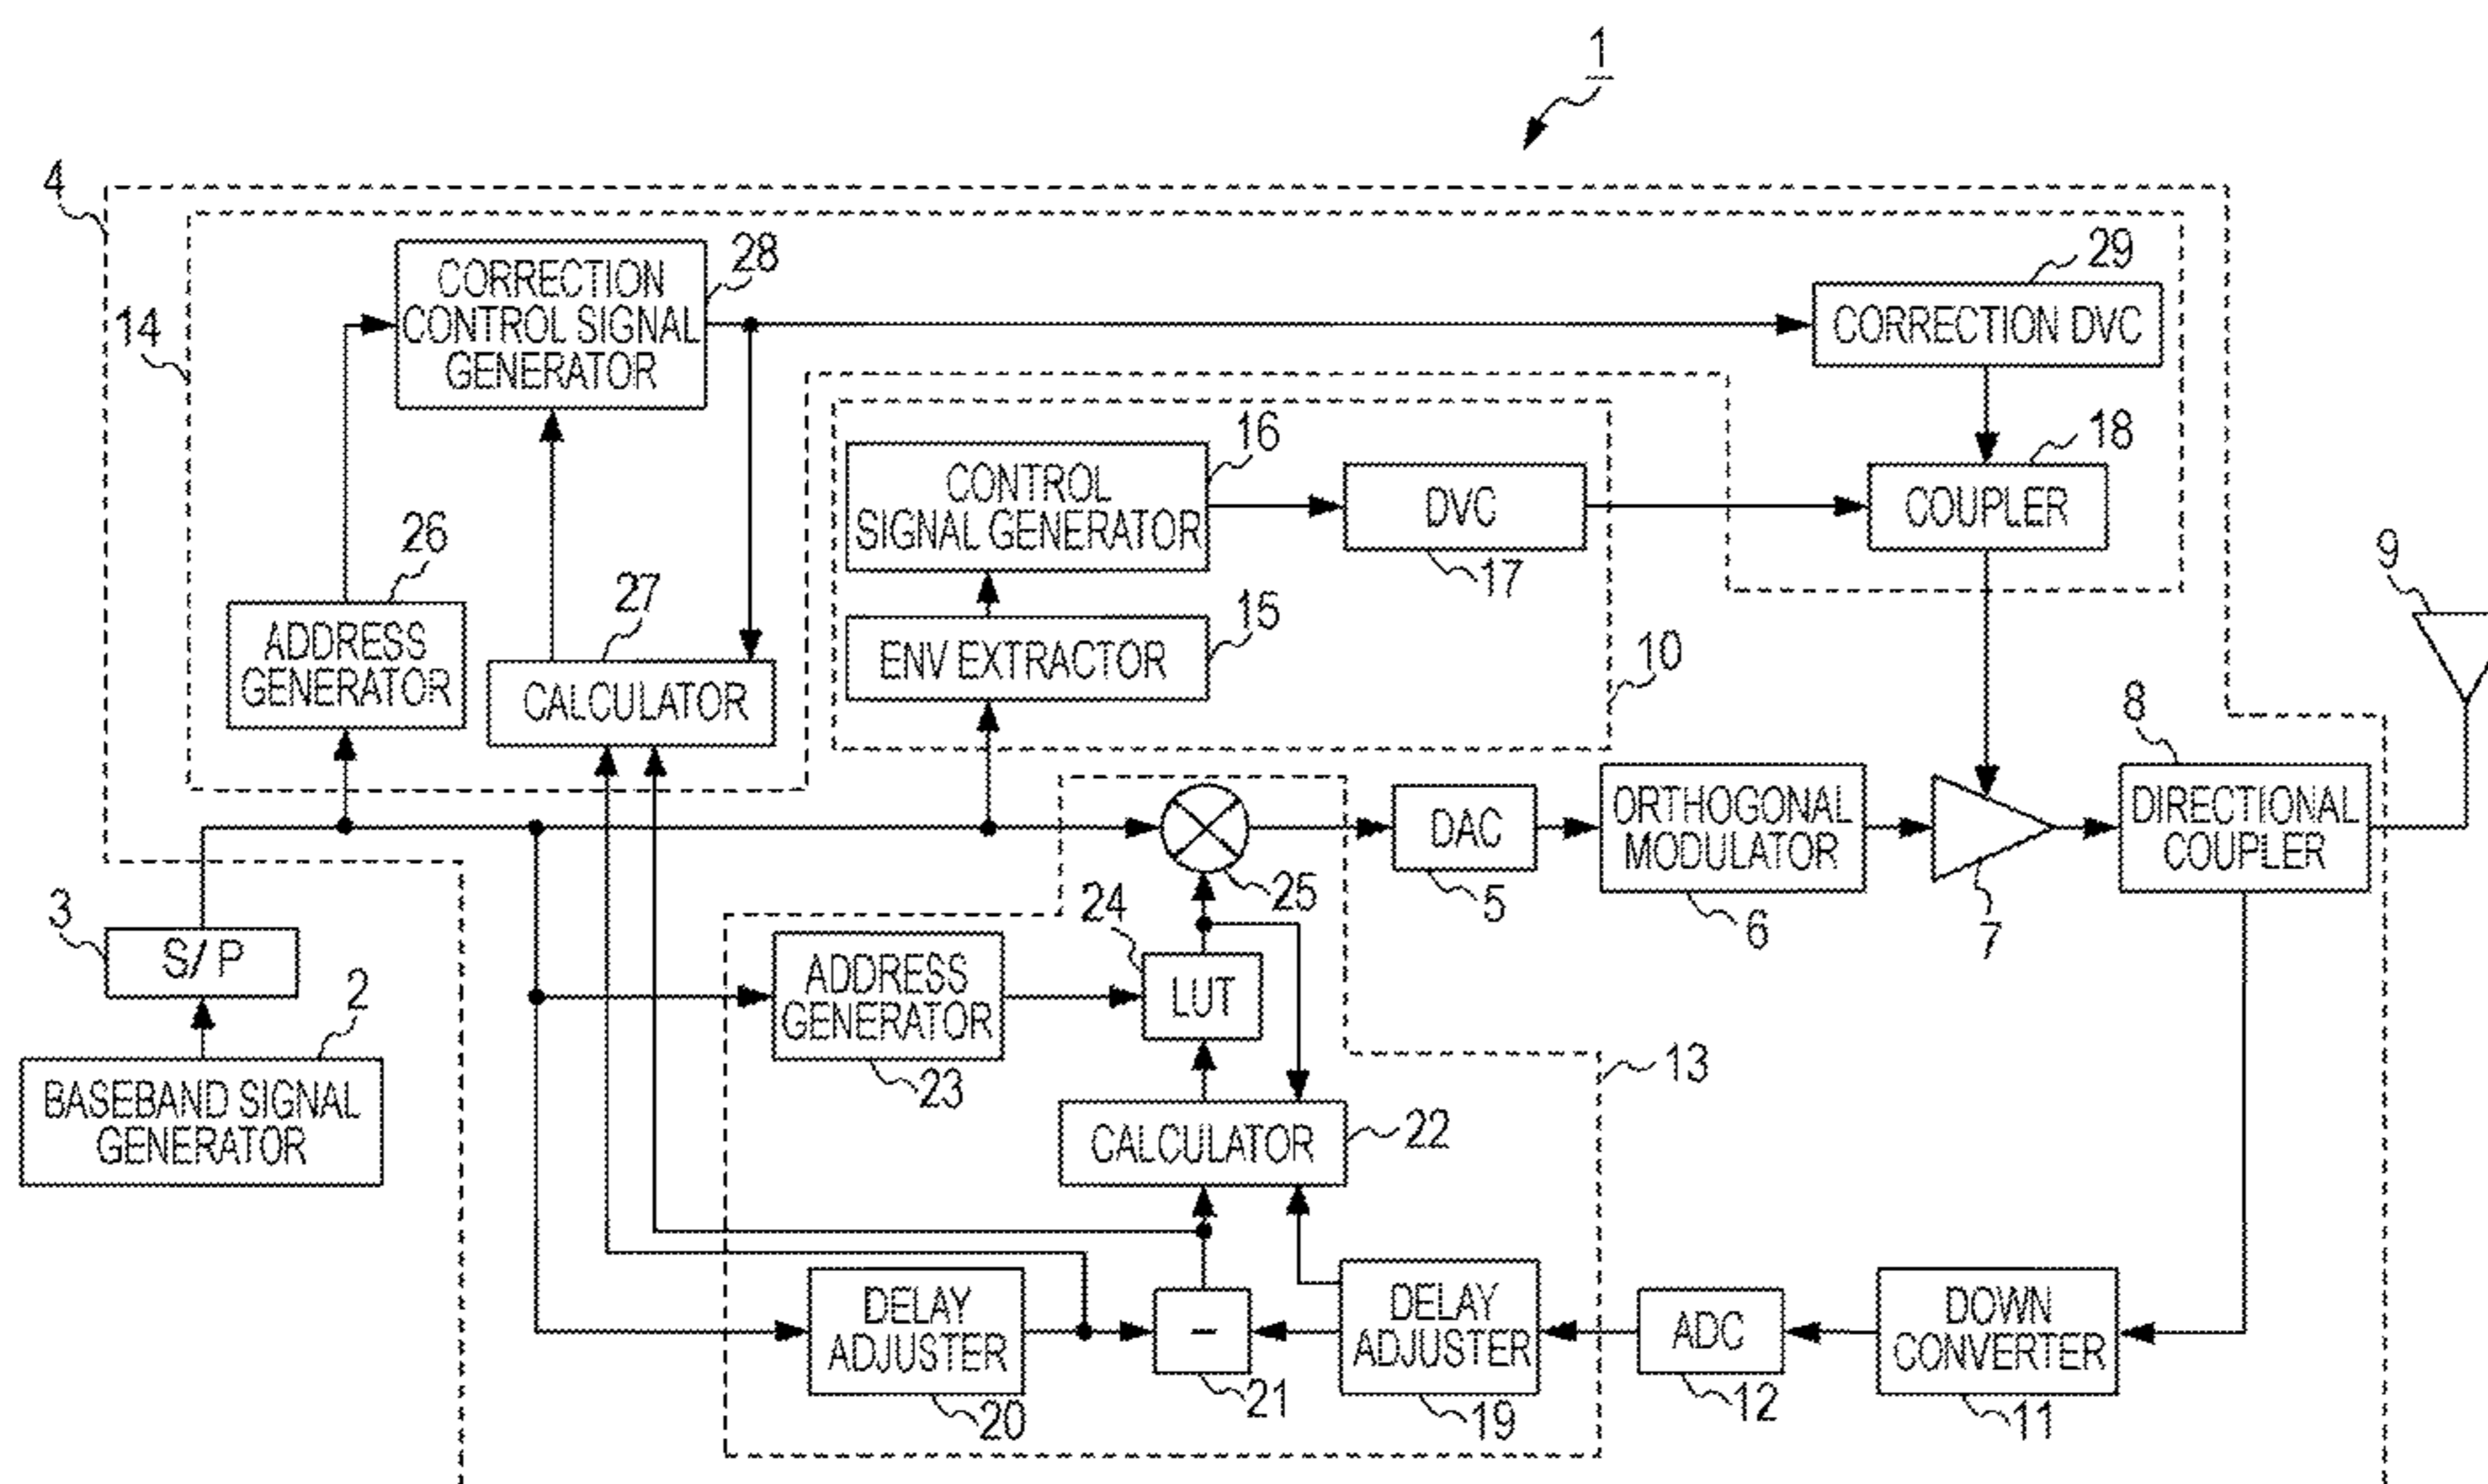 1
4
14
CORRECTION
CONTROL SIGNAL
GENERATOR
28
29
CORRECTION DVC
16
CONTROL
SIGNAL GENERATOR
DVC
17
18
COUPLER
26
ADDRESS
GENERATOR
27
CALCULATOR
15
ENV EXTRACTOR
10
9
8
DIRECTIONAL
COUPLER
ORTHOGONAL
MODULATOR
6
7
DAC
5
25
3
S/P
2
BASEBAND SIGNAL
GENERATOR
24
LUT
ADDRESS
GENERATOR
23
13
CALCULATOR
22
DELAY
ADJUSTER
20
-
21
DELAY
ADJUSTER
19
ADC
12
DOWN
CONVERTER
11